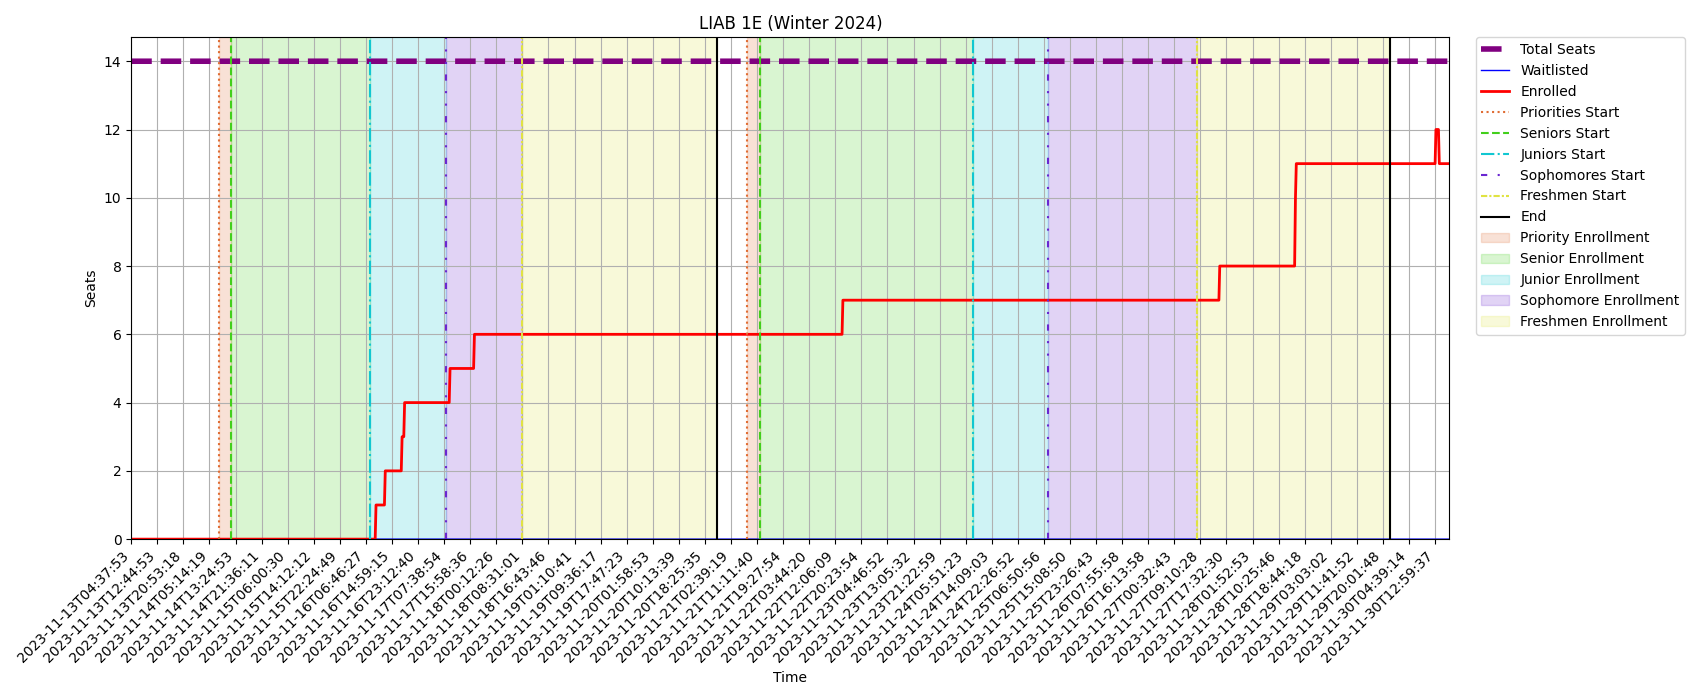 LIAB 1E (Winter 2024)
Seats
14
12
10
8
6
4
2
0
2023-11-13T04:37:53
2023-11-13T12:44:53
2023-11-13T20:53:18
2023-11-14T05:14:19
2023-11-14T13:24:53
2023-11-14T21:36:11
2023-11-15T06:00:30
2023-11-15T14:12:12
2023-11-15T22:24:49
2023-11-16T06:46:27
2023-11-16T14:59:15
2023-11-16T23:12:40
2023-11-17T07:38:54
2023-11-17T15:58:36
2023-11-18T00:12:26
2023-11-18T08:31:01
2023-11-18T16:43:46
2023-11-19T01:10:41
2023-11-19T09:36:17
2023-11-19T17:47:23
2023-11-20T01:58:53
2023-11-20T10:13:39
2023-11-20T18:25:35
2023-11-21T02:39:19
2023-11-21T11:11:40
2023-11-21T19:27:54
2023-11-22T03:44:20
2023-11-22T12:06:09
2023-11-22T20:23:54
2023-11-23T04:46:52
2023-11-23T13:05:32
2023-11-23T21:22:59
2023-11-24T05:51:23
2023-11-24T14:09:03
2023-11-24T22:26:52
2023-11-25T06:50:56
2023-11-25T15:08:50
2023-11-25T23:26:43
2023-11-26T07:55:58
2023-11-26T16:13:58
2023-11-27T00:32:43
2023-11-27T09:10:28
2023-11-27T17:32:30
2023-11-28T01:52:53
2023-11-28T10:25:46
2023-11-28T18:44:18
2023-11-29T03:03:02
2023-11-29T11:41:52
2023-11-29T20:01:48
2023-11-30T04:39:14
2023-11-30T12:59:37
Time
Total Seats
Waitlisted
Enrolled
Priorities Start
Seniors Start
Juniors Start
Sophomores Start
Freshmen Start
End
Priority Enrollment
Senior Enrollment
Junior Enrollment
Sophomore Enrollment
Freshmen Enrollment